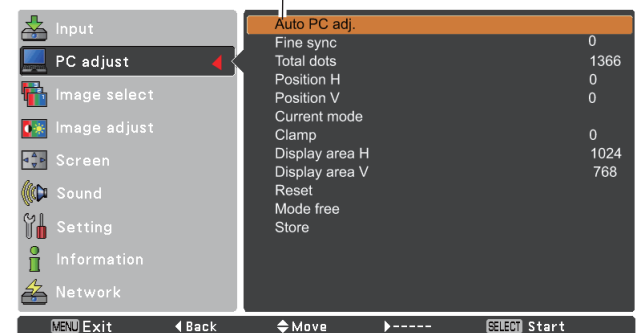 Input
PC adjust
Image select
Image adjust
Screen
Sound
Setting
Information
Network
Auto PC adj.
Fine sync 0
Total dots 1366
Position H 0
Position V 0
Current mode
Clamp 0
Display area H 1024
Display area V 768
Reset
Mode free
Store
MENU Exit Back Move ----- SELECT Start